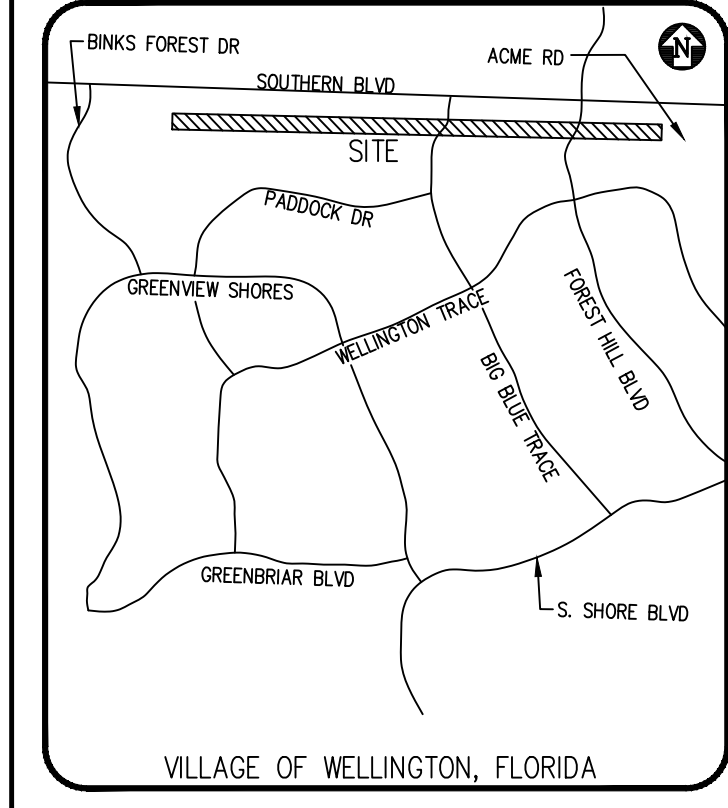 BINKS FOREST DR
N
ACME RD
SOUTHERN BLVD
SITE
PADDOCK DR
GREENVIEW SHORES
WELLINGTON TRACE
FOREST HILL BLVD
BIG BLUE TRACE
GREENBRIAR BLVD
S. SHORE BLVD
VILLAGE OF WELLINGTON, FLORIDA